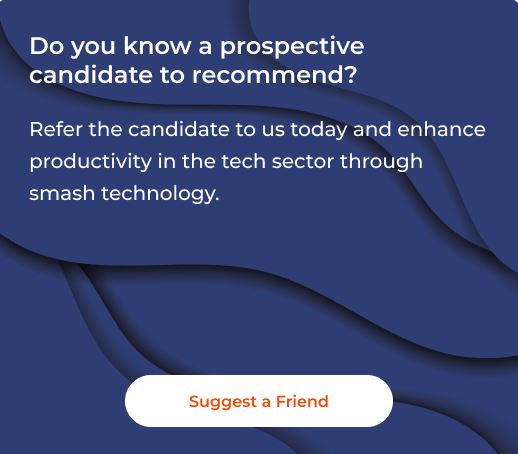 Do you know a prospective
candidate to recommend?
Refer the candidate to us today and enhance
productivity in the tech sector through
smash technology.
Suggest a Friend